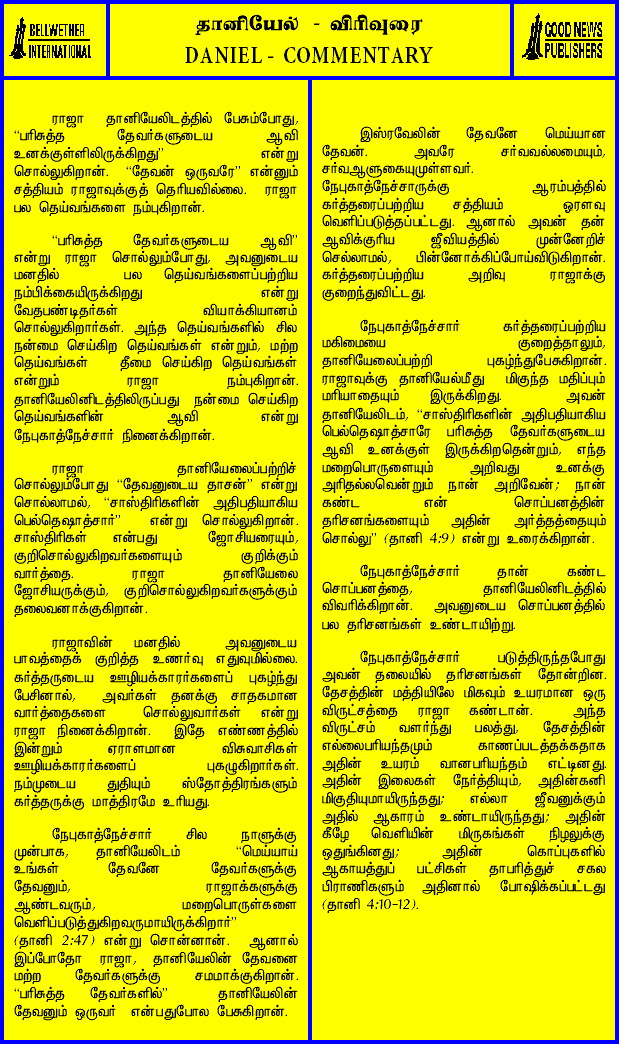 BELLWETHER
INTERNATIONAL
தானியேல் - விரிவுரை
DANIEL - COMMENTARY
GOOD NEWS
PUBLISHERS
ராஜா தானியேலிடத்தில் பேசும்போது,
“பரிசுத்த தேவர்களுடைய ஆவி
உனக்குள்ளிலிருக்கிறது” என்று
சொல்லுகிறான். “தேவன் ஒருவரே” என்னும்
சத்தியம் ராஜாவுக்குத் தெரியவில்லை. ராஜா
பல தெய்வங்களை நம்புகிறான்.
“பரிசுத்த தேவர்களுடைய ஆவி”
என்று ராஜா சொல்லும்போது, அவனுடைய
மனதில் பல தெய்வங்களைப்பற்றிய
நம்பிக்கையிருக்கிறது என்று
வேதபண்டிதர்கள் வியாக்கியானம்
சொல்லுகிறார்கள். அந்த தெய்வங்களில் சில
நன்மை செய்கிற தெய்வங்கள் என்றும், மற்ற
தெய்வங்கள் தீமை செய்கிற தெய்வங்கள்
என்றும் ராஜா நம்புகிறான்.
தானியேலினிடத்திலிருப்பது நன்மை செய்கிற
தெய்வங்களின் ஆவி என்று
நேபுகாத்நேச்சார் நினைக்கிறான்.
ராஜா தானியேலைப்பற்றிச்
சொல்லும்போது “தேவனுடைய தாசன்” என்று
சொல்லாமல், “சாஸ்திரிகளின் அதிபதியாகிய
பெல்தெஷாத்சார்” என்று சொல்லுகிறான்.
சாஸ்திரிகள் என்பது ஜோசியரையும்,
குறிசொல்லுகிறவர்களையும் குறிக்கும்
வார்த்தை. ராஜா தானியேலை
ஜோசியருக்கும், குறிசொல்லுகிறவர்களுக்கும்
தலைவனாக்குகிறான்.
ராஜாவின் மனதில் அவனுடைய
பாவத்தைக் குறித்த உணர்வு எதுவுமில்லை.
கர்த்தருடைய ஊழியக்காரர்களைப் புகழ்ந்து
பேசினால், அவர்கள் தனக்கு சாதகமான
வார்த்தைகளை சொல்லுவார்கள் என்று
ராஜா நினைக்கிறான். இதே எண்ணத்தில்
இன்றும் ஏராளமான விசுவாசிகள்
ஊழியக்காரர்களைப் புகழுகிறார்கள்.
நம்முடைய துதியும் ஸ்தோத்திரங்களும்
கர்த்தருக்கு மாத்திரமே உரியது.
நேபுகாத்நேச்சார் சில நாளுக்கு
முன்பாக, தானியேலிடம் “மெய்யாய்
உங்கள் தேவனே தேவர்களுக்கு
தேவனும், ராஜாக்களுக்கு
ஆண்டவரும், மறைபொருள்களை
வெளிப்படுத்துகிறவருமாயிருக்கிறார்”
(தானி 2:47) என்று சொன்னான். ஆனால்
இப்போதோ ராஜா, தானியேலின் தேவனை
மற்ற தேவர்களுக்கு சமமாக்குகிறான்.
“பரிசுத்த தேவர்களில்” தானியேலின்
தேவனும் ஒருவர் என்பதுபோல பேசுகிறான்.
இஸ்ரவேலின் தேவனே மெய்யான
தேவன். அவரே சர்வவல்லமையும்,
சர்வஆளுகையுமுள்ளவர்.
நேபுகாத்நேச்சாருக்கு ஆரம்பத்தில்
கர்த்தரைப்பற்றிய சத்தியம் ஓரளவு
வெளிப்படுத்தப்பட்டது. ஆனால் அவன் தன்
ஆவிக்குரிய ஜீவியத்தில் முன்னேறிச்
செல்லாமல், பின்னோக்கிப்போய்விடுகிறான்.
கர்த்தரைப்பற்றிய அறிவு ராஜாக்கு
குறைந்துவிட்டது.
நேபுகாத்நேச்சார் கர்த்தரைப்பற்றிய
மகிமையை குறைத்தாலும்,
தானியேலைப்பற்றி புகழ்ந்துபேசுகிறான்.
ராஜாவுக்கு தானியேல்மீது மிகுந்த மதிப்பும்
மரியாதையும் இருக்கிறது. அவன்
தானியேலிடம், “சாஸ்திரிகளின் அதிபதியாகிய
பெல்தெஷாத்சாரே பரிசுத்த தேவர்களுடைய
ஆவி உனக்குள் இருக்கிறதென்றும், எந்த
மறைபொருளையும் அறிவது உனக்கு
அரிதல்லவென்றும் நான் அறிவேன்; நான்
கண்ட என் சொப்பனத்தின்
தரிசனங்களையும் அதின் அர்த்தத்தையும்
சொல்லு” (தானி 4:9) என்று உரைக்கிறான்.
நேபுகாத்நேச்சார் தான் கண்ட
சொப்பனத்தை, தானியேலினிடத்தில்
விவரிக்கிறான். அவனுடைய சொப்பனத்தில்
பல தரிசனங்கள் உண்டாயிற்று.
நேபுகாத்நேச்சார் படுத்திருந்தபோது
அவன் தலையில் தரிசனங்கள் தோன்றின.
தேசத்தின் மத்தியிலே மிகவும் உயரமான ஒரு
விருட்சத்தை ராஜா கண்டான். அந்த
விருட்சம் வளர்ந்து பலத்து, தேசத்தின்
எல்லைபரியந்தமும் காணப்படத்தக்கதாக
அதின் உயரம் வானபரியந்தம் எட்டினது.
அதின் இலைகள் நேர்த்தியும், அதின்கனி
மிகுதியுமாயிருந்தது; எல்லா ஜீவனுக்கும்
அதில் ஆகாரம் உண்டாயிருந்தது; அதின்
கீழே வெளியின் மிருகங்கள் நிழலுக்கு
ஒதுங்கினது; அதின் கொப்புகளில்
ஆகாயத்துப் பட்சிகள் தாபரித்துச் சகல
பிராணிகளும் அதினால் போஷிக்கப்பட்டது
(தானி 4:10-12).